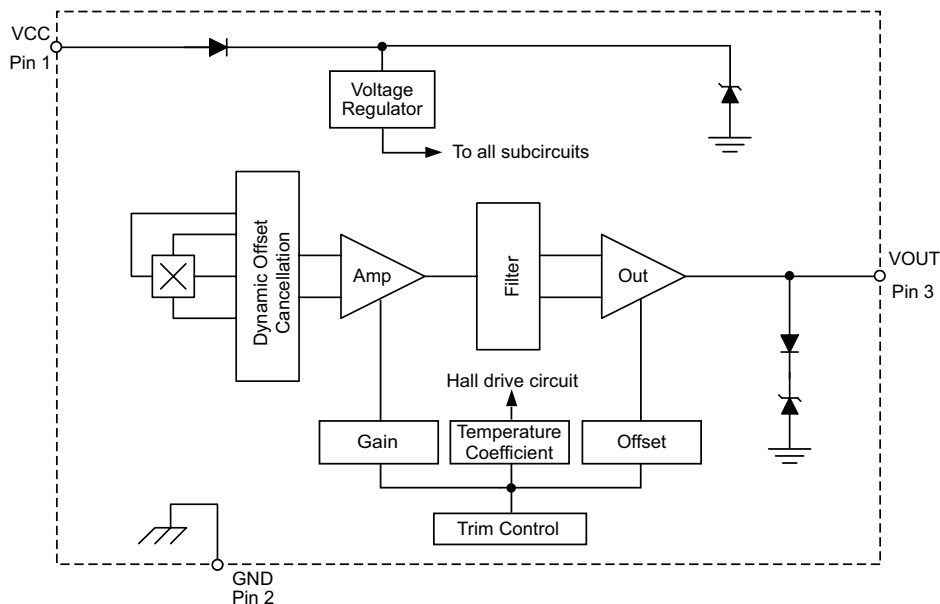 VCC
Pin 1
Voltage
Regulator
To all subcircuits
Dynamic Offset
Cancellation
Amp
Filter
Out
VOUT
Pin 3
Hall drive circuit
Gain
Temperature
Coefficient
Offset
Trim Control
GND
Pin 2